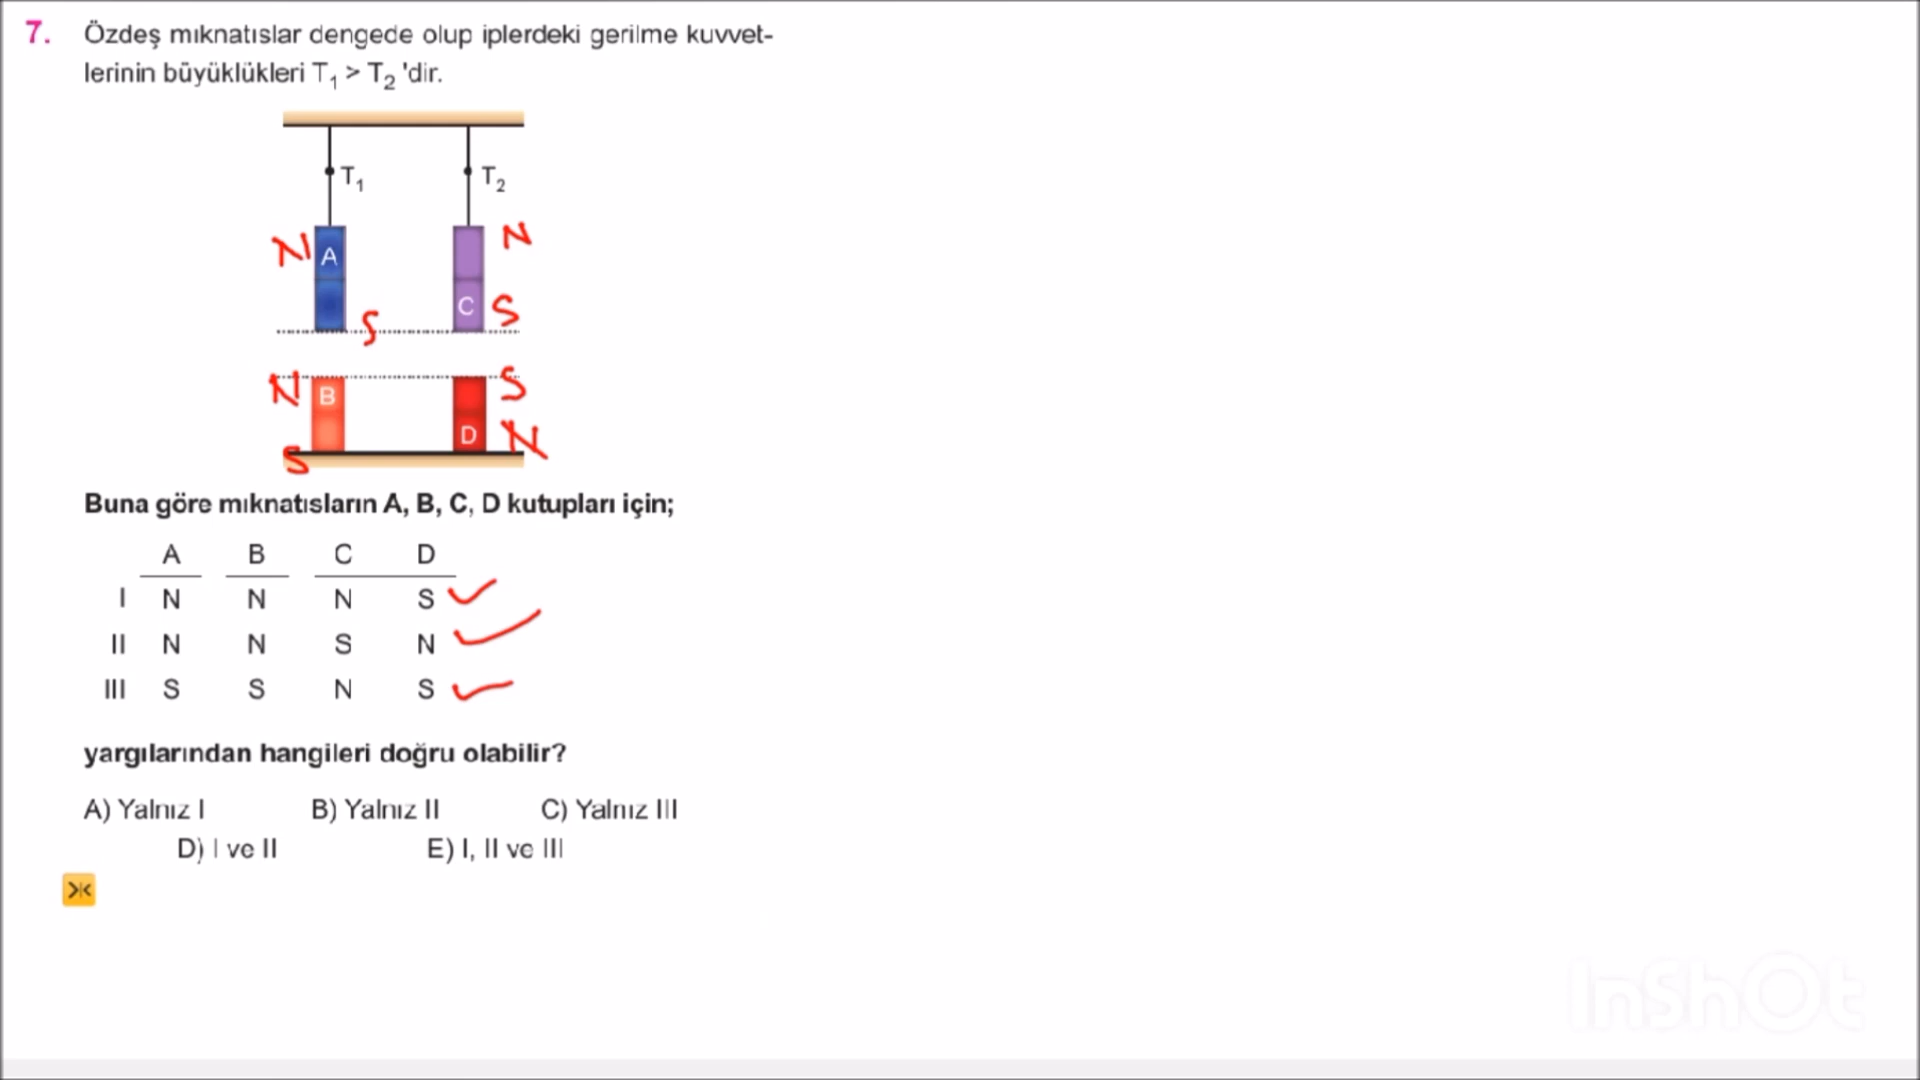 7. Özdeş mıknatıslar dengede olup iplerdeki gerilme kuvvet-
lerinin büyüklükleri T₁ > T₂ 'dir.
T₁ T₂
N A N
C S
S
N B S
D N
S
Buna göre mıknatısların A, B, C, D kutupları için;
A B C D
I N N N S
II N N S N
III S S N S
yargılarından hangileri doğru olabilir?
A) Yalnız I B) Yalnız II C) Yalnız III
D) I ve II E) I, II ve III
InShOt